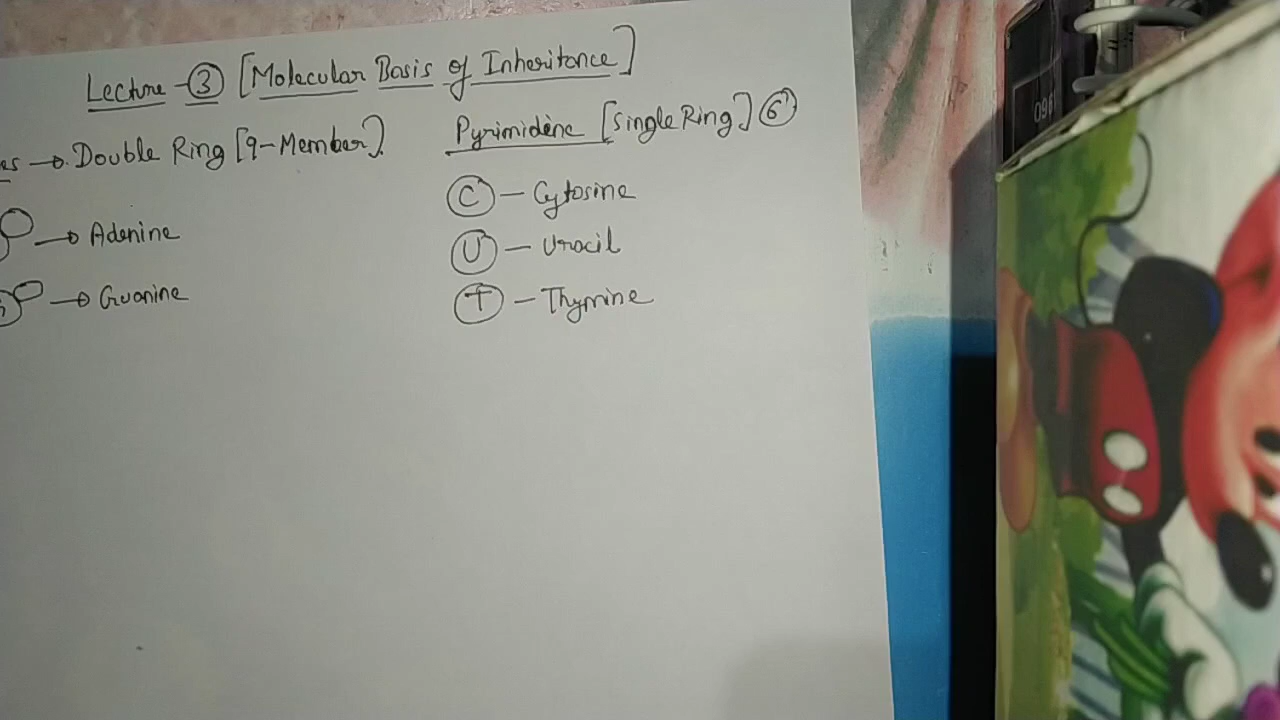 Lecture - 3 [Molecular Basis of Inheritance]
es → Double Ring [9-Member]
Pyrimidine [Single Ring] 6
→ Adenine
→ Guanine
C - Cytosine
U - Uracil
T - Thymine